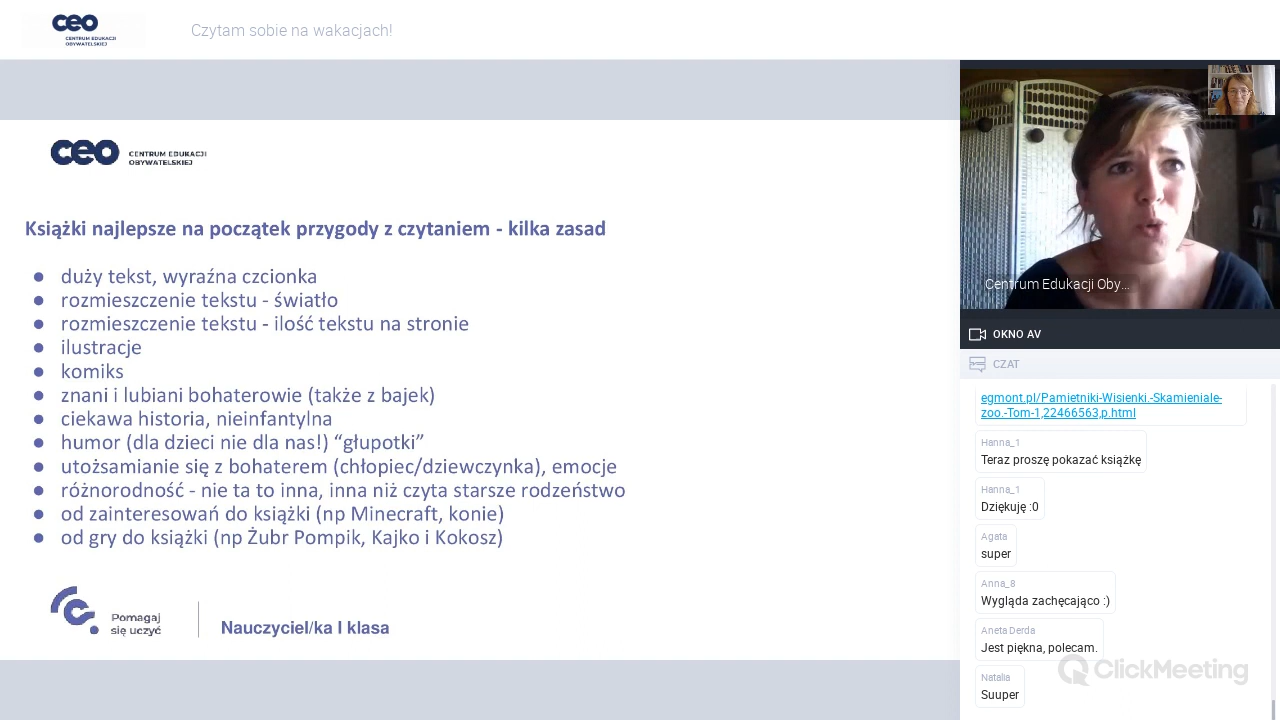 ceo
CENTRUM EDUKACJI
OBYWATELSKIEJ
Czytam sobie na wakacjach!
ceo
CENTRUM EDUKACJI
OBYWATELSKIEJ
Książki najlepsze na początek przygody z czytaniem - kilka zasad
● duży tekst, wyraźna czcionka
● rozmieszczenie tekstu - światło
● rozmieszczenie tekstu - ilość tekstu na stronie
● ilustracje
● komiks
● znani i lubiani bohaterowie (także z bajek)
● ciekawa historia, nieinfantylna
● humor (dla dzieci nie dla nas!) “głupotki”
● utożsamianie się z bohaterem (chłopiec/dziewczynka), emocje
● różnorodność - nie ta to inna, inna niż czyta starsze rodzeństwo
● od zainteresowań do książki (np Minecraft, konie)
● od gry do książki (np Żubr Pompik, Kajko i Kokosz)
Pomagaj
się uczyć
Nauczyciel/ka I klasa
Centrum Edukacji Oby...
OKNO AV
CZAT
egmont.pl/Pamietniki-Wisienki.-Skamieniale-
zoo.-Tom-1,22466563,p.html
Hanna_1
Teraz proszę pokazać książkę
Hanna_1
Dziękuję :0
Agata
super
Anna_8
Wygląda zachęcająco :)
Aneta Derda
Jest piękna, polecam.
Natalia
Suuper
ClickMeeting